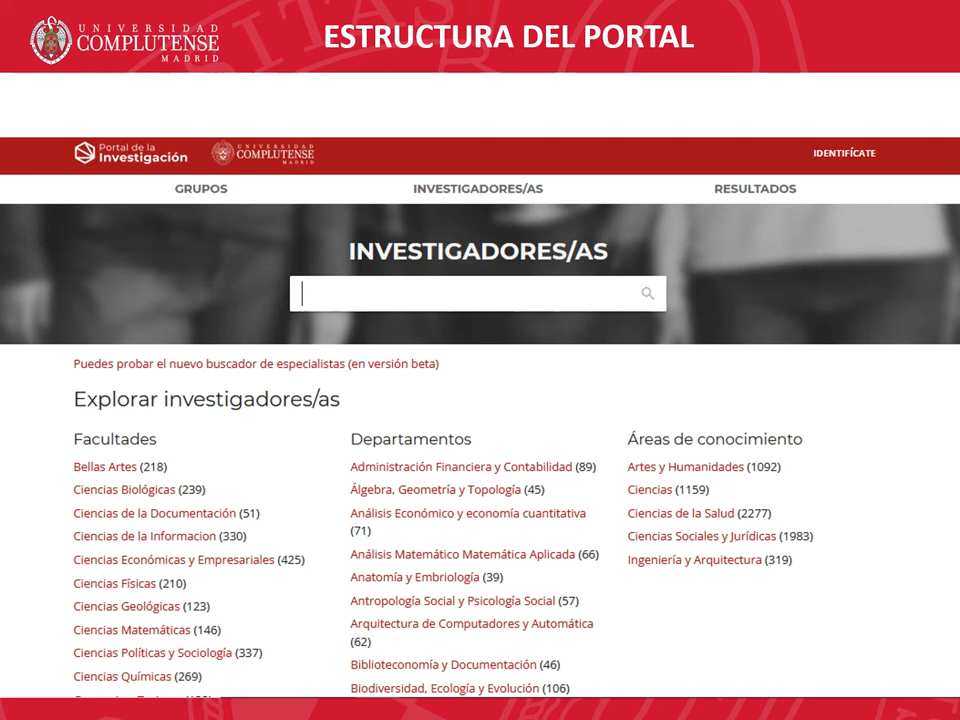 UNIVERSIDAD
COMPLUTENSE
MADRID
ESTRUCTURA DEL PORTAL
Portal de la
Investigación
UNIVERSIDAD
COMPLUTENSE
MADRID
IDENTIFÍCATE
GRUPOS
INVESTIGADORES/AS
RESULTADOS
INVESTIGADORES/AS
Puedes probar el nuevo buscador de especialistas (en versión beta)
Explorar investigadores/as
Facultades
Bellas Artes (218)
Ciencias Biológicas (239)
Ciencias de la Documentación (51)
Ciencias de la Informacion (330)
Ciencias Económicas y Empresariales (425)
Ciencias Físicas (210)
Ciencias Geológicas (123)
Ciencias Matemáticas (146)
Ciencias Políticas y Sociología (337)
Ciencias Químicas (269)
Departamentos
Administración Financiera y Contabilidad (89)
Álgebra, Geometría y Topología (45)
Análisis Económico y economía cuantitativa
(71)
Análisis Matemático Matemática Aplicada (66)
Anatomía y Embriología (39)
Antropología Social y Psicología Social (57)
Arquitectura de Computadores y Automática
(62)
Biblioteconomía y Documentación (46)
Biodiversidad, Ecología y Evolución (106)
Áreas de conocimiento
Artes y Humanidades (1092)
Ciencias (1159)
Ciencias de la Salud (2277)
Ciencias Sociales y Jurídicas (1983)
Ingeniería y Arquitectura (319)